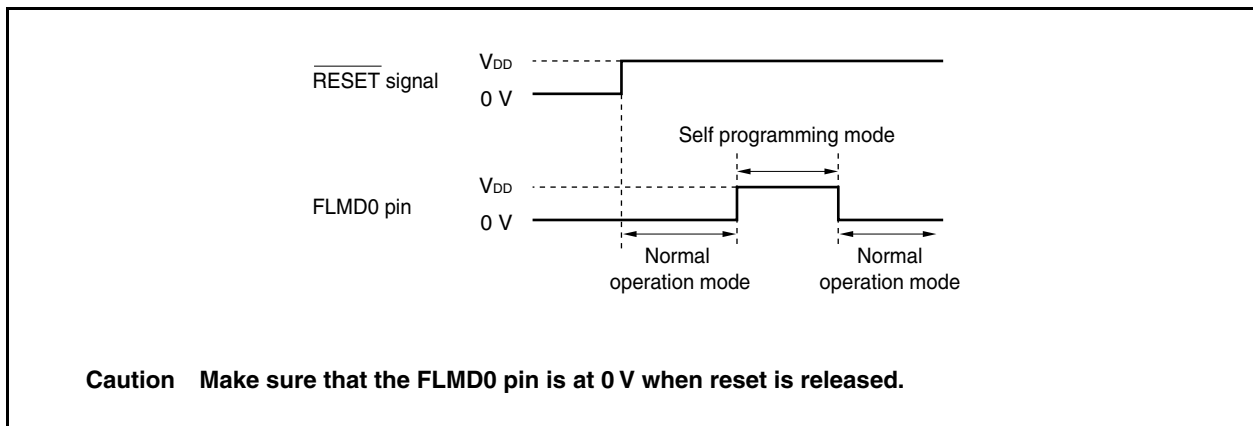 RESET signal
VDD
0 V
Self programming mode
FLMD0 pin
VDD
0 V
Normal
operation mode
Normal
operation mode
Caution Make sure that the FLMD0 pin is at 0 V when reset is released.